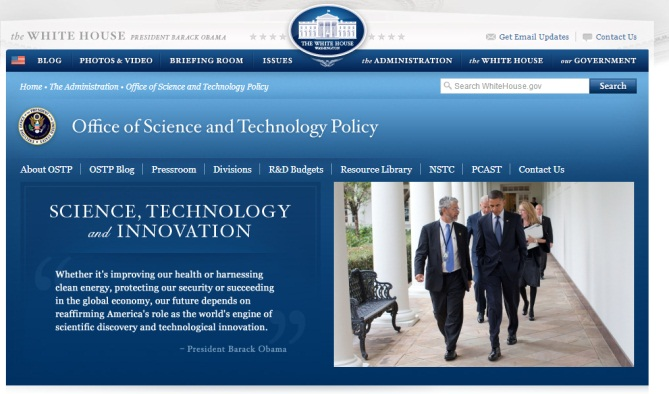 the WHITE HOUSE PRESIDENT BARACK OBAMA
Get Email Updates
Contact Us
THE WHITE HOUSE
WASHINGTON
BLOG PHOTOS & VIDEO BRIEFING ROOM ISSUES the ADMINISTRATION the WHITE HOUSE our GOVERNMENT
Home • The Administration • Office of Science and Technology Policy
Search WhiteHouse.gov Search
Office of Science and Technology Policy
About OSTP OSTP Blog Pressroom Divisions R&D Budgets Resource Library NSTC PCAST Contact Us
SCIENCE, TECHNOLOGY
and INNOVATION
Whether it's improving our health or harnessing
clean energy, protecting our security or succeeding
in the global economy, our future depends on
reaffirming America's role as the world's engine of
scientific discovery and technological innovation.
– President Barack Obama